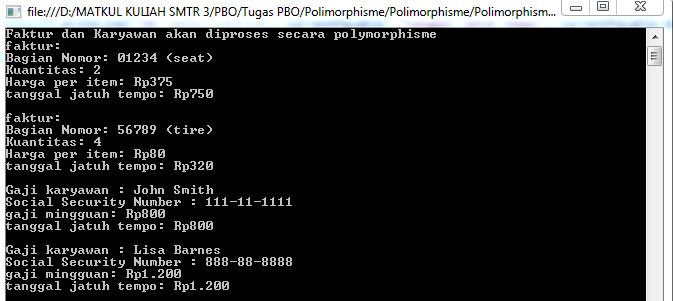 file:///D:/MATKUL KULIAH SMTR 3/PBO/Tugas PBO/Polimorphisme/Polimorphisme/Polymorphism...
Faktur dan Karyawan akan diproses secara polymorphisme
faktur:
Bagian Nomor: 01234 (seat)
Kuantitas: 2
Harga per item: Rp375
tanggal jatuh tempo: Rp750
faktur:
Bagian Nomor: 56789 (tire)
Kuantitas: 4
Harga per item: Rp80
tanggal jatuh tempo: Rp320
Gaji karyawan : John Smith
Social Security Number : 111-11-1111
gaji mingguan: Rp800
tanggal jatuh tempo: Rp800
Gaji karyawan : Lisa Barnes
Social Security Number : 888-88-8888
gaji mingguan: Rp1.200
tanggal jatuh tempo: Rp1.200